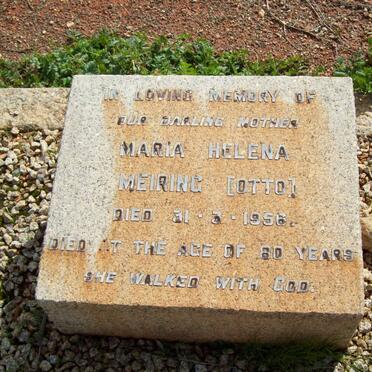 IN LOVING MEMORY OF
OUR DARLING MOTHER
MARIA HELENA
MEIRING [OTTO]
DIED 31-3-1956.
DIED AT THE AGE OF 80 YEARS
SHE WALKED WITH GOD.